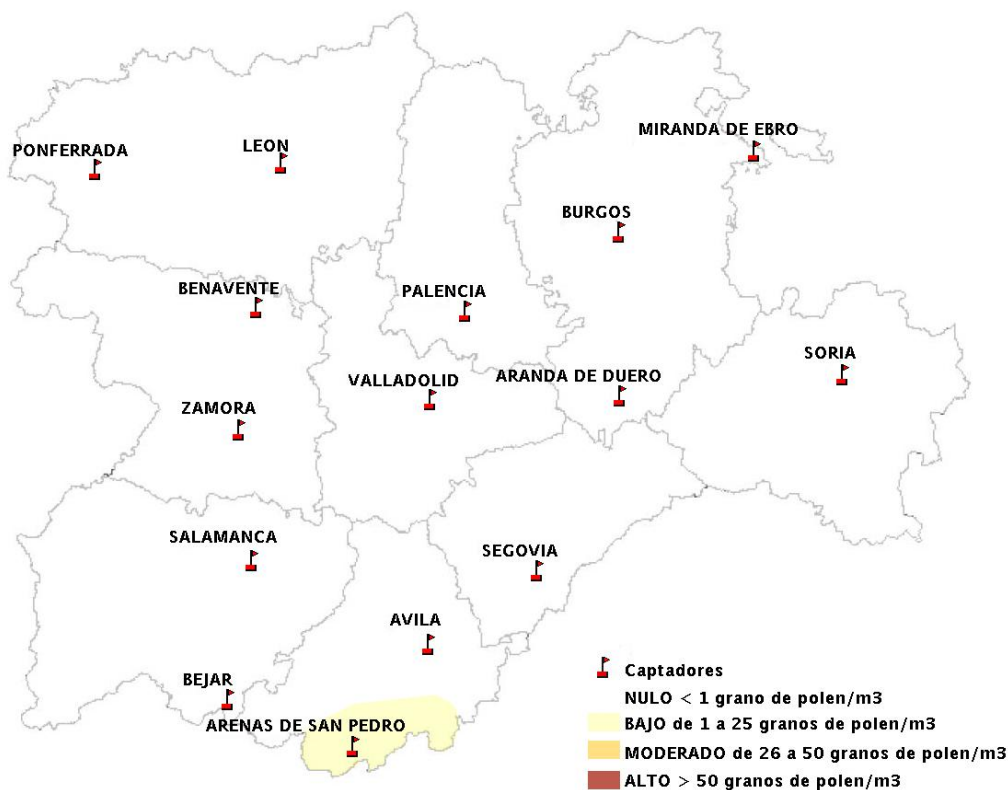 MIRANDA DE EBRO
PONFERRADA
LEON
BURGOS
BENAVENTE
PALENCIA
SORIA
VALLADOLID
ARANDA DE DUERO
ZAMORA
SALAMANCA
SEGOVIA
AVILA
BEJAR
ARENAS DE SAN PEDRO
Captadores
NULO < 1 grano de polen/m3
BAJO de 1 a 25 granos de polen/m3
MODERADO de 26 a 50 granos de polen/m3
ALTO > 50 granos de polen/m3